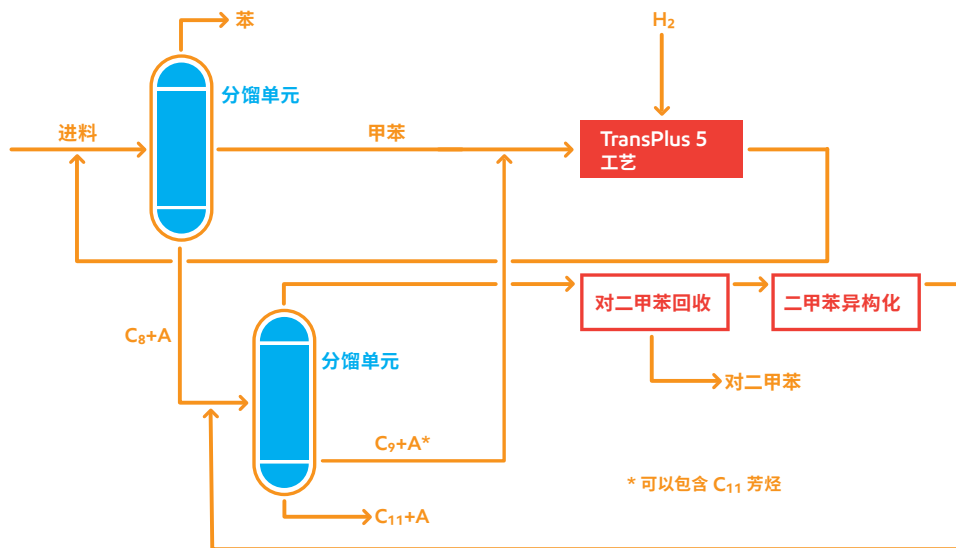 苯
H₂
分馏单元
进料
甲苯
TransPlus 5
工艺
对二甲苯回收
二甲苯异构化
C₈+A
分馏单元
对二甲苯
C₉+A*
* 可以包含 C₁₁ 芳烃
C₁₁+A